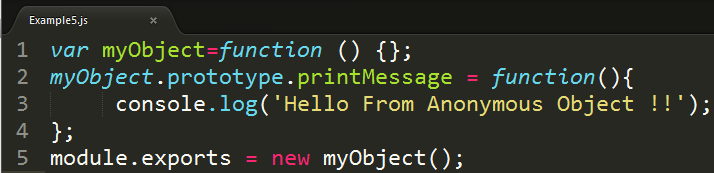 Example5.js ×
1 var myObject=function () {};
2 myObject.prototype.printMessage = function(){
3 console.log('Hello From Anonymous Object !!');
4 };
5 module.exports = new myObject();